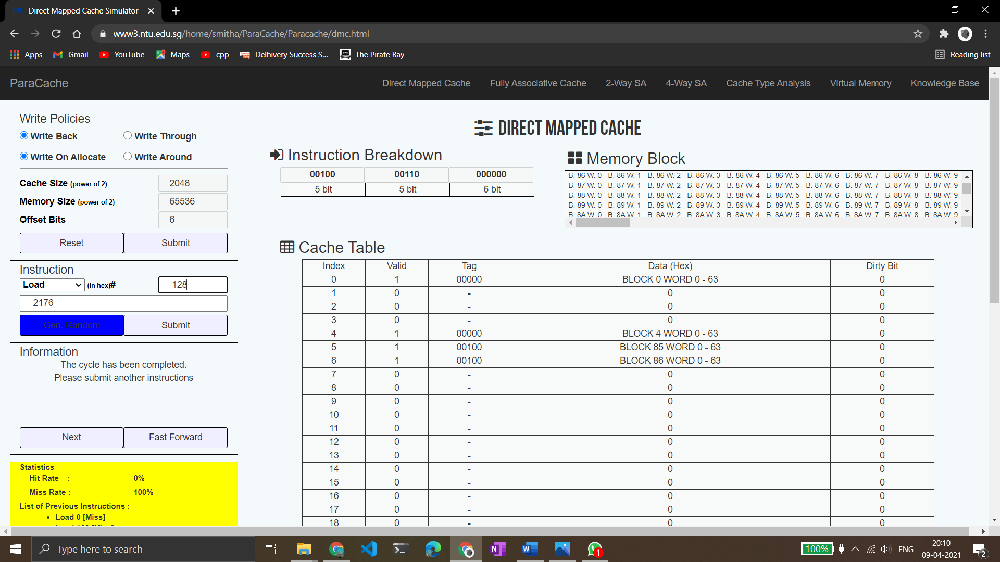 Direct Mapped Cache Simulator
www3.ntu.edu.sg/home/smitha/ParaCache/Paracache/dmc.html
Apps Gmail YouTube Maps cpp Delhivery Success S... The Pirate Bay Reading list
ParaCache Direct Mapped Cache Fully Associative Cache 2-Way SA 4-Way SA Cache Type Analysis Virtual Memory Knowledge Base
Write Policies
Write Back Write Through
Write On Allocate Write Around
Cache Size (power of 2) 2048
Memory Size (power of 2) 65536
Offset Bits 6
Reset Submit
Instruction
Load (in hex)# 128
2176
Gen. Random Submit
Information
The cycle has been completed.
Please submit another instructions
Next Fast Forward
Statistics
Hit Rate : 0%
Miss Rate : 100%
List of Previous Instructions :
• Load 0 [Miss]
DIRECT MAPPED CACHE
Instruction Breakdown
00100 00110 000000
5 bit 5 bit 6 bit
Memory Block
B. 86 W. 0 B. 86 W. 1 B. 86 W. 2 B. 86 W. 3 B. 86 W. 4 B. 86 W. 5 B. 86 W. 6 B. 86 W. 7 B. 86 W. 8 B. 86 W. 9
B. 87 W. 0 B. 87 W. 1 B. 87 W. 2 B. 87 W. 3 B. 87 W. 4 B. 87 W. 5 B. 87 W. 6 B. 87 W. 7 B. 87 W. 8 B. 87 W. 9
B. 88 W. 0 B. 88 W. 1 B. 88 W. 2 B. 88 W. 3 B. 88 W. 4 B. 88 W. 5 B. 88 W. 6 B. 88 W. 7 B. 88 W. 8 B. 88 W. 9
B. 89 W. 0 B. 89 W. 1 B. 89 W. 2 B. 89 W. 3 B. 89 W. 4 B. 89 W. 5 B. 89 W. 6 B. 89 W. 7 B. 89 W. 8 B. 89 W. 9
B. 8A W. 0 B. 8A W. 1 B. 8A W. 2 B. 8A W. 3 B. 8A W. 4 B. 8A W. 5 B. 8A W. 6 B. 8A W. 7 B. 8A W. 8 B. 8A W. 9
Cache Table
Index Valid Tag Data (Hex) Dirty Bit
0 1 00000 BLOCK 0 WORD 0 - 63 0
1 0 - 0 0
2 0 - 0 0
3 0 - 0 0
4 1 00000 BLOCK 4 WORD 0 - 63 0
5 1 00100 BLOCK 85 WORD 0 - 63 0
6 1 00100 BLOCK 86 WORD 0 - 63 0
7 0 - 0 0
8 0 - 0 0
9 0 - 0 0
10 0 - 0 0
11 0 - 0 0
12 0 - 0 0
13 0 - 0 0
14 0 - 0 0
15 0 - 0 0
16 0 - 0 0
17 0 - 0 0
18 0 - 0 0
Type here to search
1
100%
ENG
20:10
09-04-2021
2